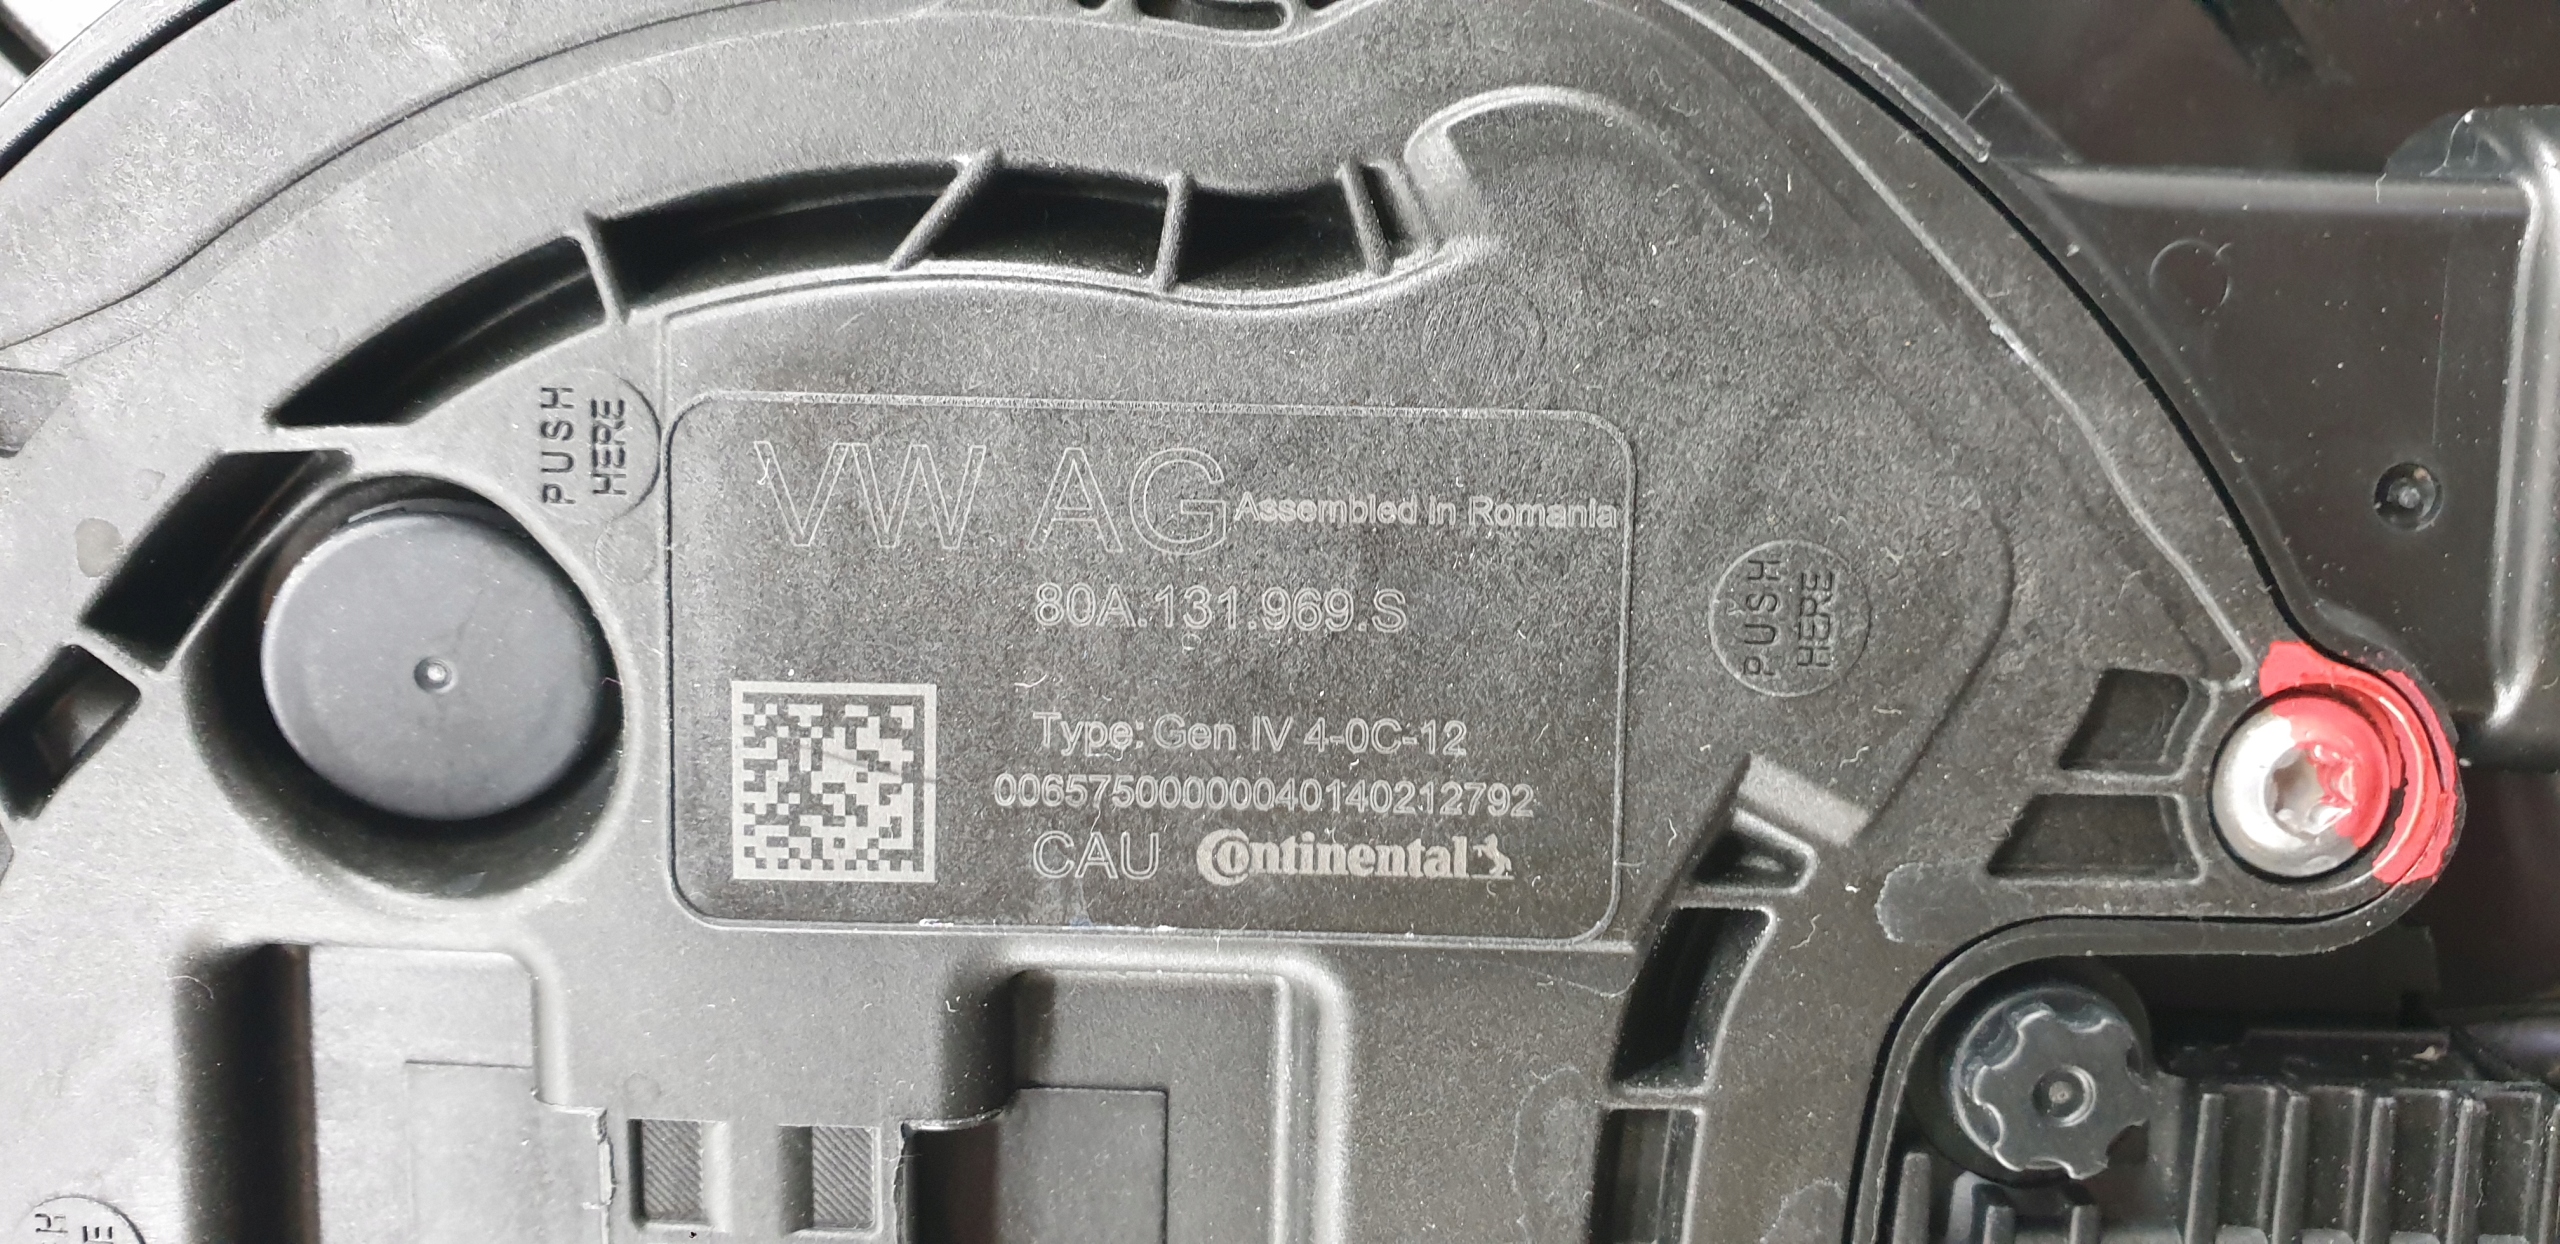 PUSH
HERE
VW AG Assembled in Romania
80A.131.969.S
PUSH
HERE
Type: Gen IV 4-0C-12
00657500000040140212792
CAU Continental